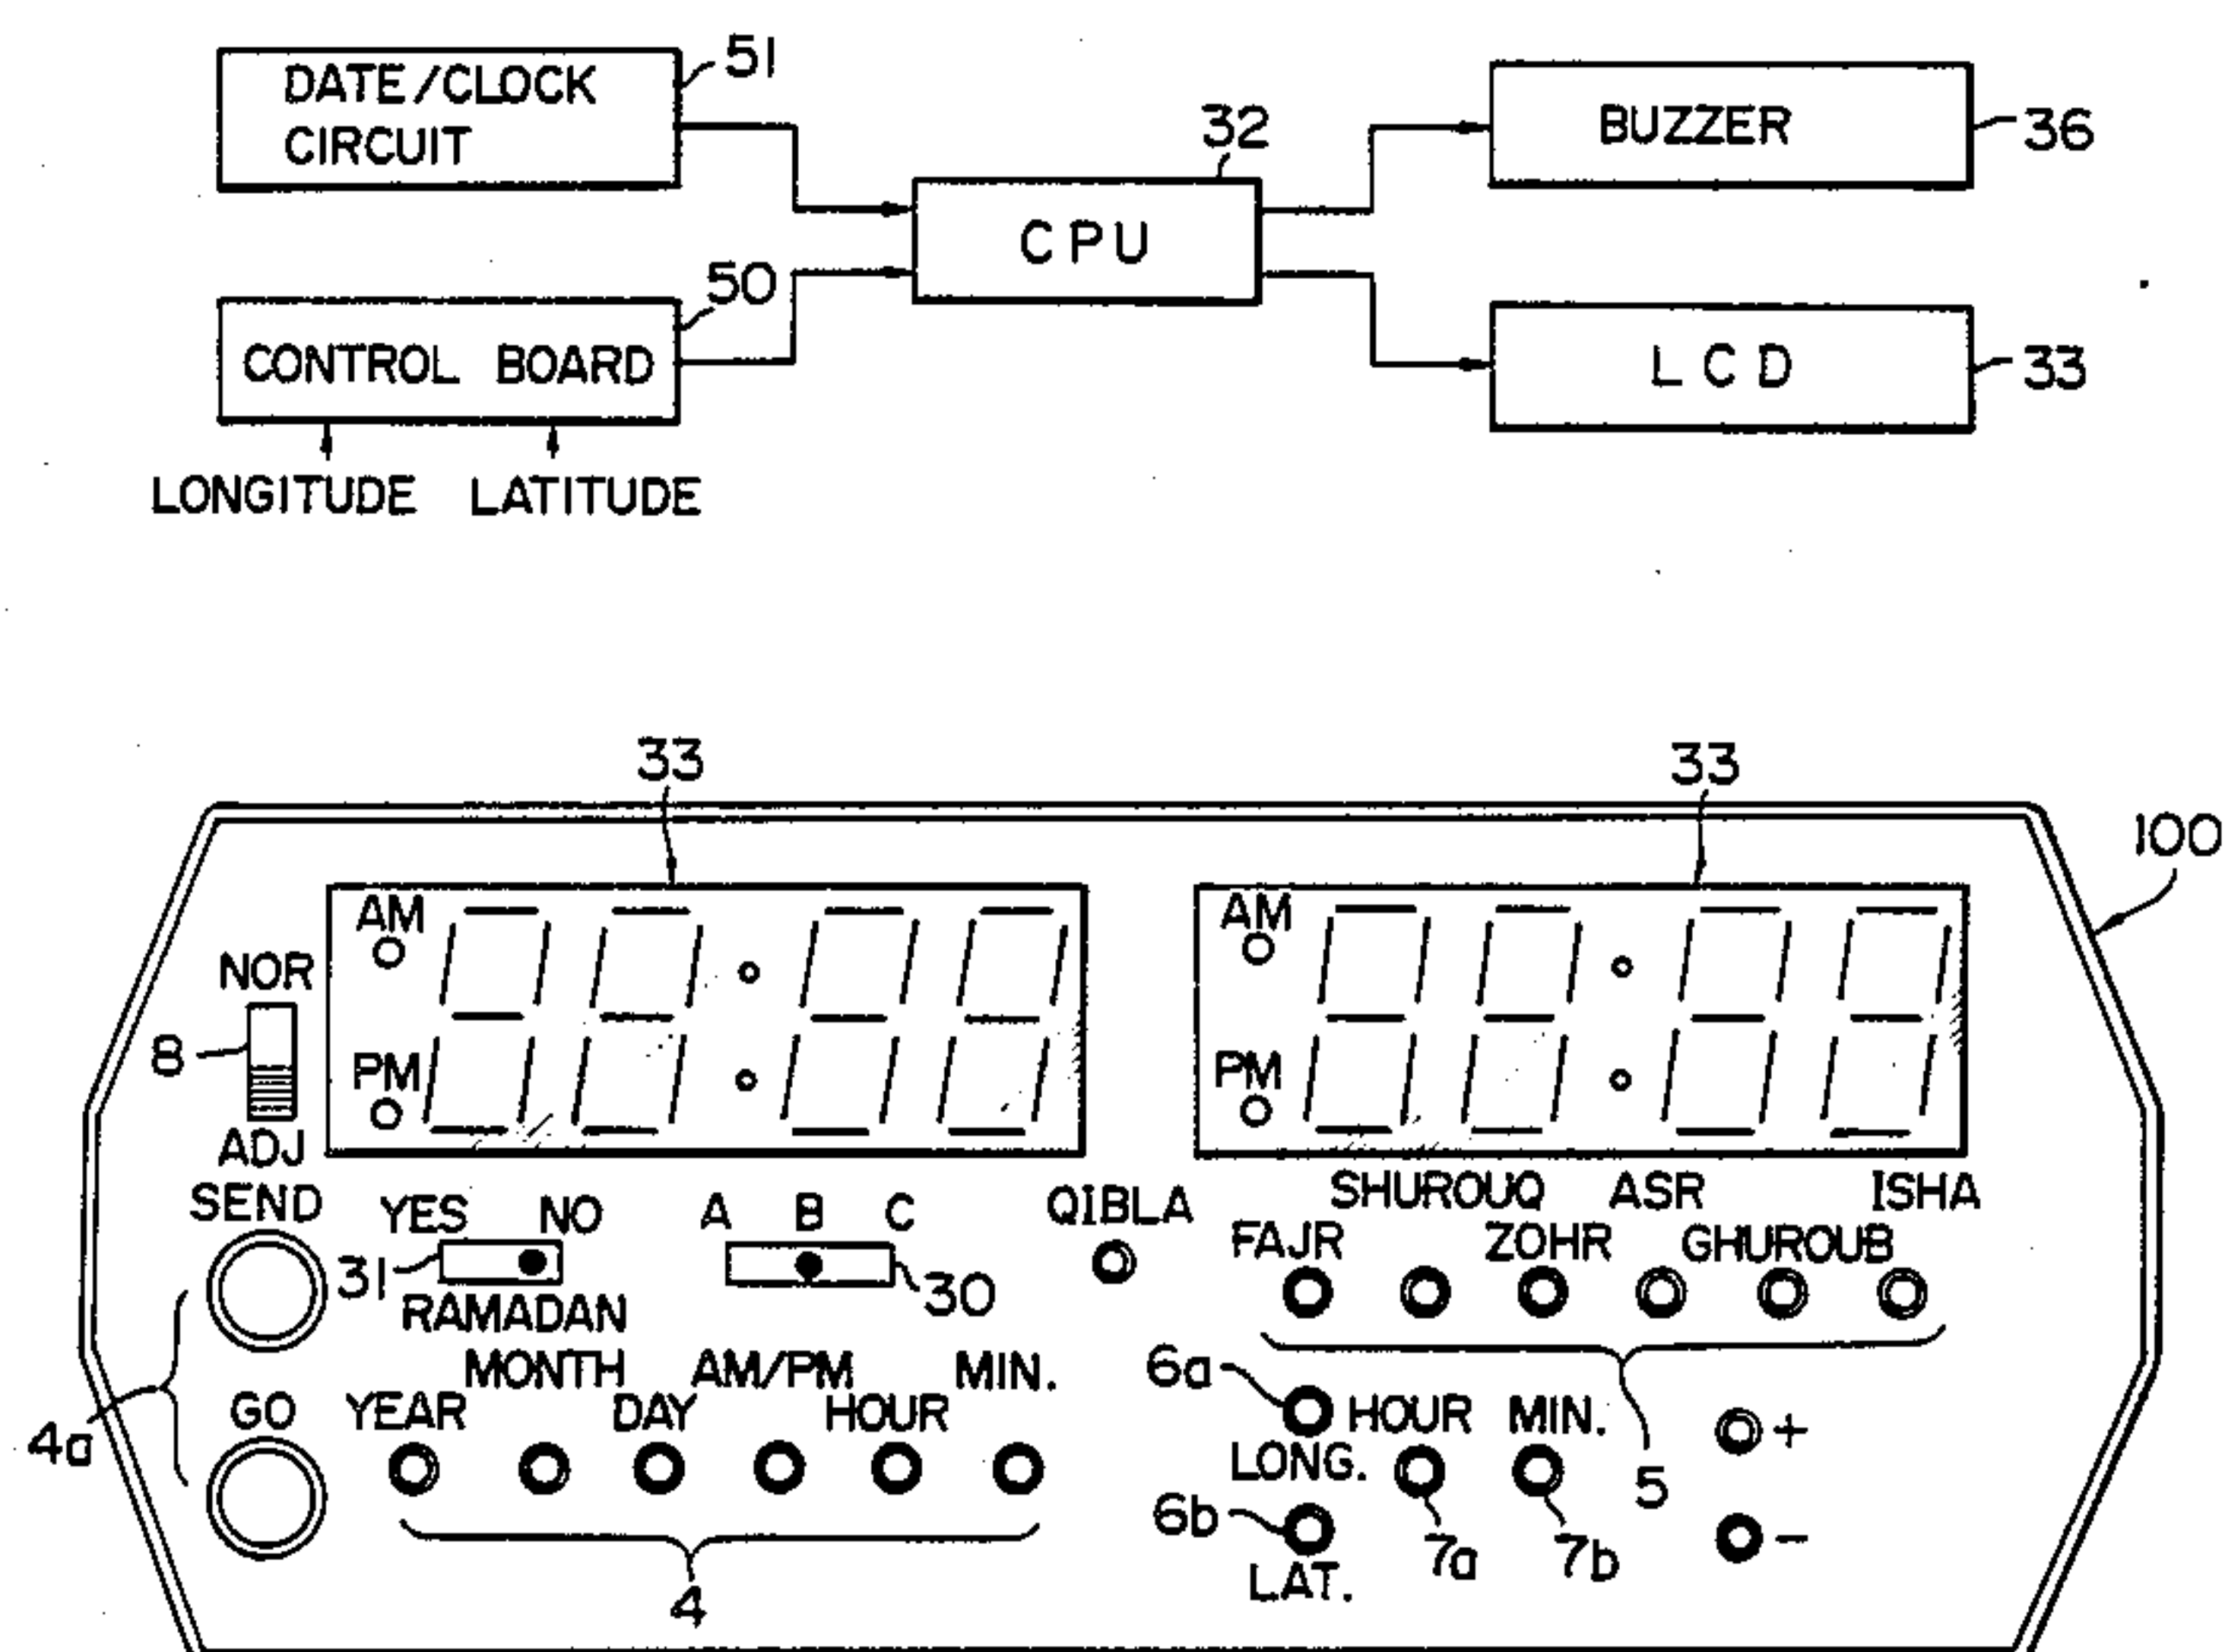 DATE/CLOCK
CIRCUIT
51
32
BUZZER
36
CPU
50
CONTROL BOARD
LCD
33
LONGITUDE LATITUDE
33
33
100
AM
AM
NOR
8
PM
PM
ADJ
SEND
YES NO
A B C
QIBLA
SHUROUQ ASR ISHA
FAJR ZOHR GHUROUB
31
30
RAMADAN
MONTH AM/PM MIN.
6a
GO
YEAR DAY HOUR
HOUR MIN.
+
4a
LONG.
5
6b
7a
7b
-
LAT.
4